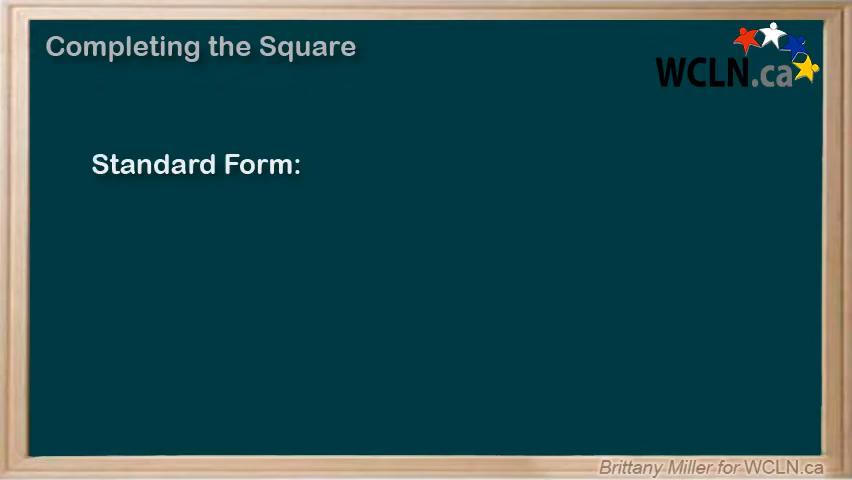 Completing the Square
WCLN.ca
Standard Form:
Brittany Miller for WCLN.ca